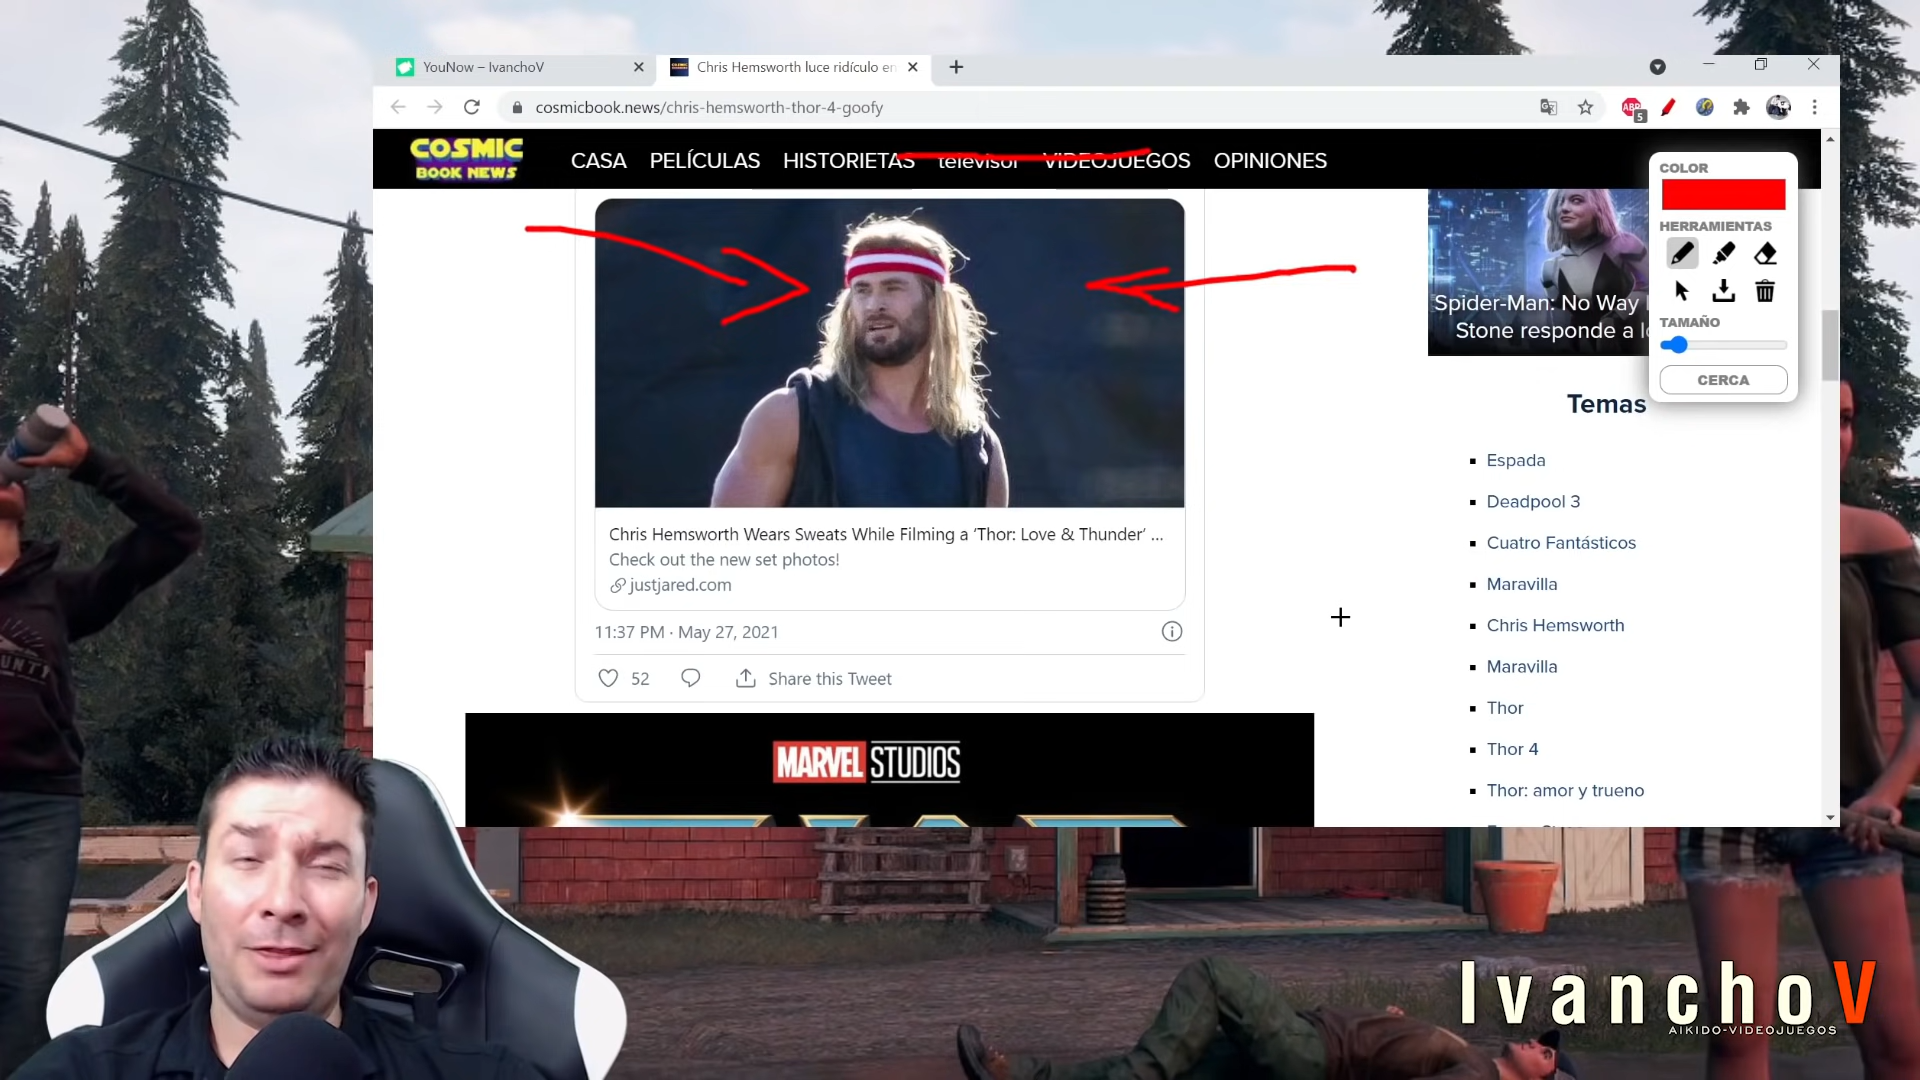 YouNow – IvanchoV
Chris Hemsworth luce ridículo en
cosmicbook.news/chris-hemsworth-thor-4-goofy
ABP
5
COSMIC
BOOK NEWS
CASA PELÍCULAS HISTORIETAS televisor VIDEOJUEGOS OPINIONES
COLOR
HERRAMIENTAS
TAMAÑO
CERCA
Spider-Man: No Way
Stone responde a
Temas
Espada
Deadpool 3
Cuatro Fantásticos
Maravilla
Chris Hemsworth
Maravilla
Thor
Thor 4
Thor: amor y trueno
Chris Hemsworth Wears Sweats While Filming a ‘Thor: Love & Thunder’ ...
Check out the new set photos!
justjared.com
11:37 PM · May 27, 2021
52 Share this Tweet
MARVEL STUDIOS
IvanchoV
AIKIDO-VIDEOJUEGOS